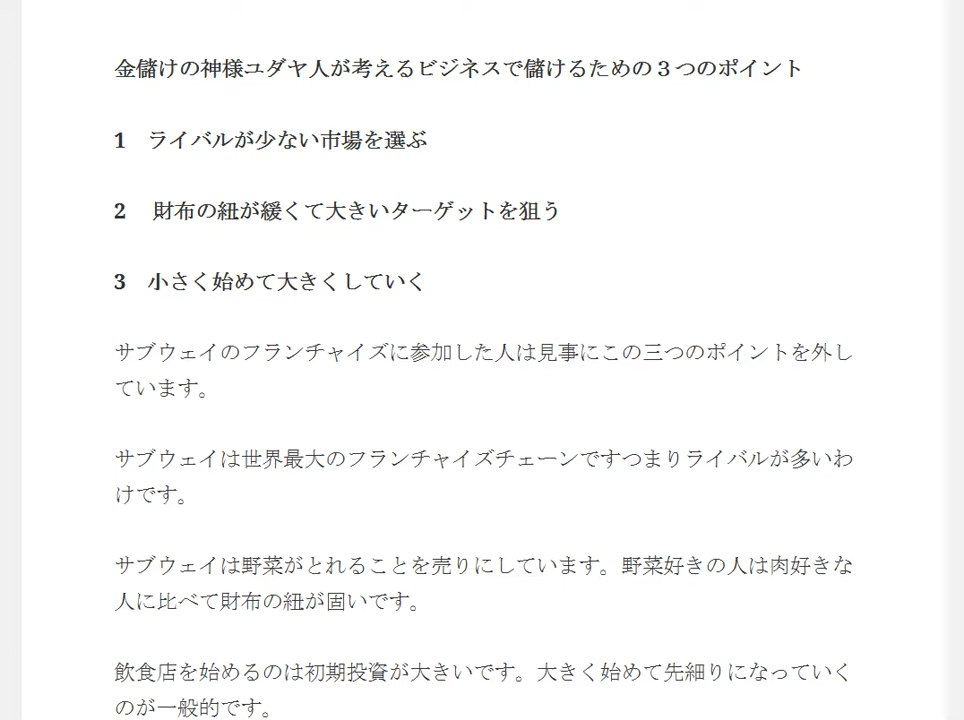 金儲けの神様ユダヤ人が考えるビジネスで儲けるための３つのポイント
1　ライバルが少ない市場を選ぶ
2　 財布の紐が緩くて大きいターゲットを狙う
3　小さく始めて大きくしていく
サブウェイのフランチャイズに参加した人は見事にこの三つのポイントを外し
ています。
サブウェイは世界最大のフランチャイズチェーンですつまりライバルが多いわ
けです。
サブウェイは野菜がとれることを売りにしています。野菜好きの人は肉好きな
人に比べて財布の紐が固いです。
飲食店を始めるのは初期投資が大きいです。大きく始めて先細りになっていく
のが一般的です。